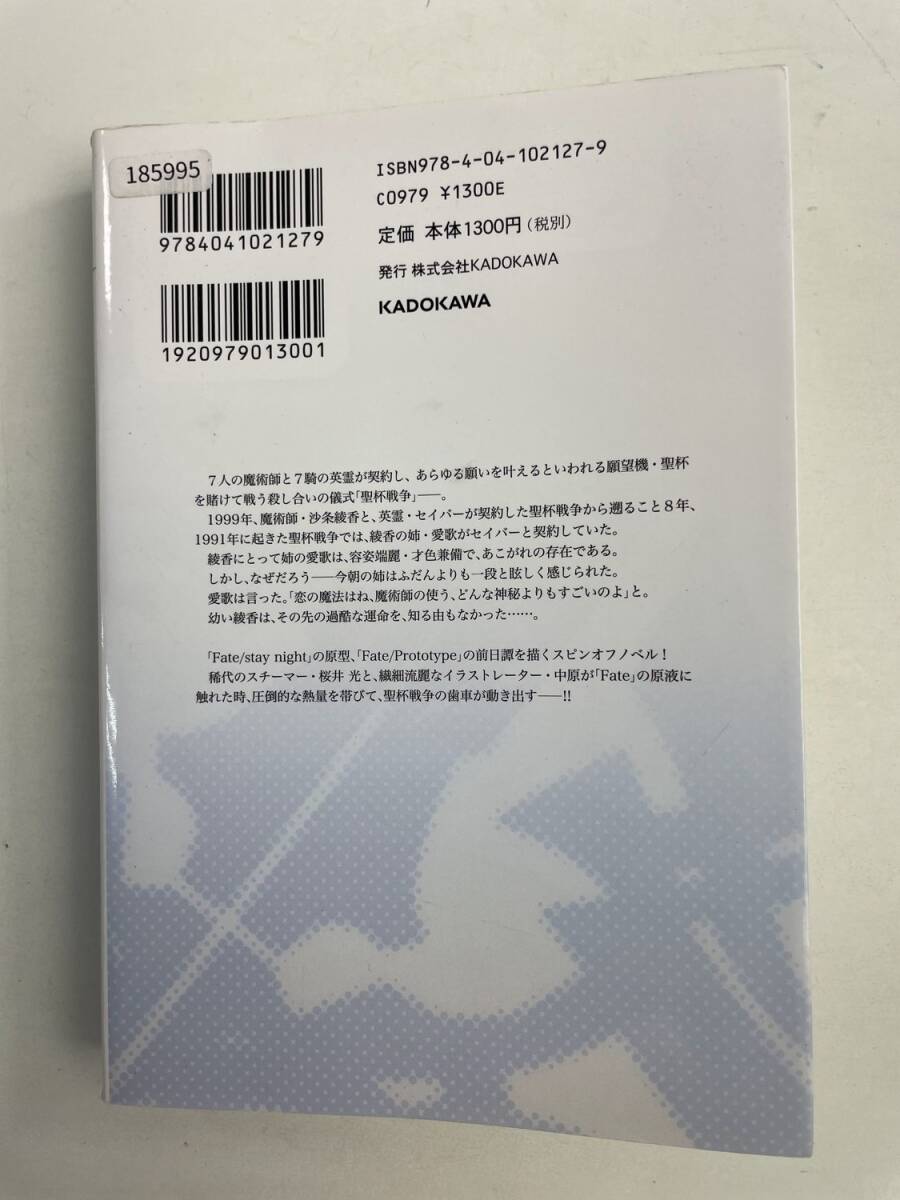 185995
9784041021279
1920979013001
ISBN978-4-04-102127-9
C0979 ¥1300E
定価 本体1300円(税別)
発行 株式会社KADOKAWA
KADOKAWA
7人の魔術師と7騎の英霊が契約し、あらゆる願いを叶えるといわれる願望機・聖杯
を賭けて戦う殺し合いの儀式「聖杯戦争」――。
1999年、魔術師・沙条綾香と、英霊・セイバーが契約した聖杯戦争から遡ること8年、
1991年に起きた聖杯戦争では、綾香の姉・愛歌がセイバーと契約していた。
綾香にとって姉の愛歌は、容姿端麗・才色兼備で、あこがれの存在である。
しかし、なぜだろう――今朝の姉はふだんよりも一段と眩しく感じられた。
愛歌は言った。「恋の魔法はね、魔術師の使う、どんな神秘よりもすごいのよ」と。
幼い綾香は、その先の過酷な運命を、知る由もなかった……。
「Fate/stay night」の原型、「Fate/Prototype」の前日譚を描くスピンオフノベル!
稀代のスチーマー・桜井 光と、繊細流麗なイラストレーター・中原が「Fate」の原液に
触れた時、圧倒的な熱量を帯びて、聖杯戦争の歯車が動き出す――!!